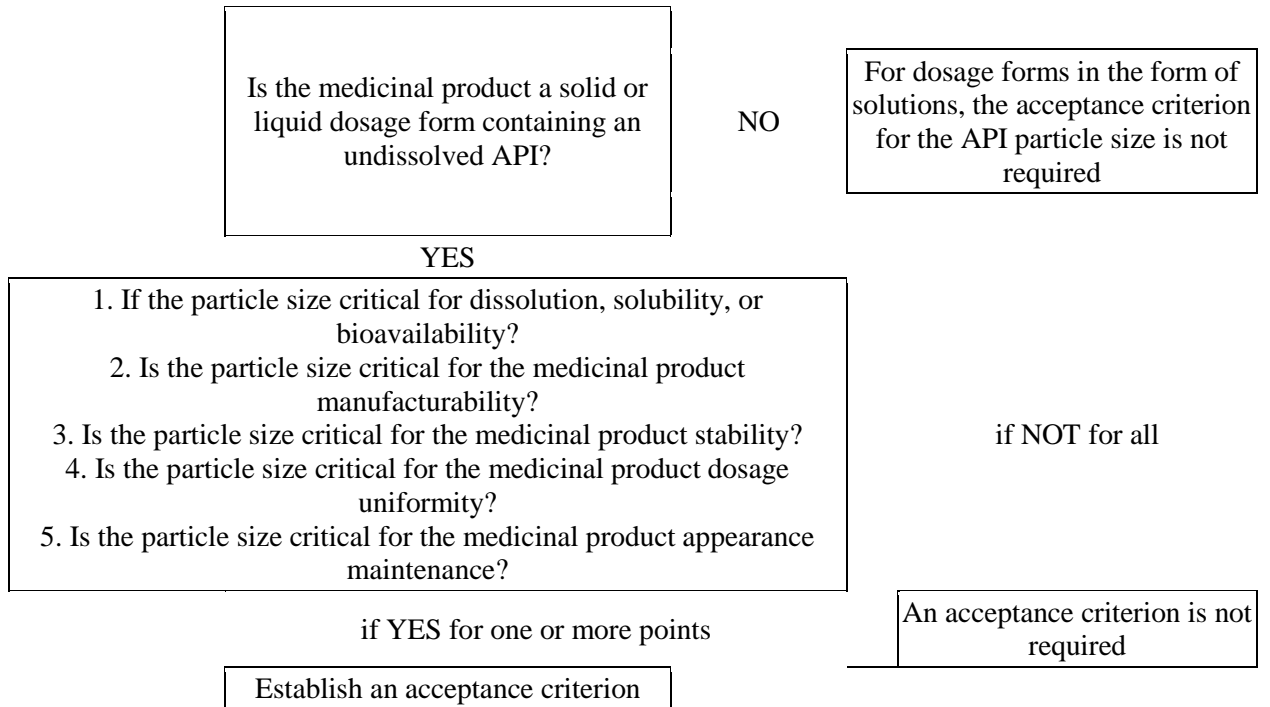 Is the medicinal product a solid or
liquid dosage form containing an
undissolved API?
NO
For dosage forms in the form of
solutions, the acceptance criterion
for the API particle size is not
required
YES
1. If the particle size critical for dissolution, solubility, or
bioavailability?
2. Is the particle size critical for the medicinal product
manufacturability?
3. Is the particle size critical for the medicinal product stability?
4. Is the particle size critical for the medicinal product dosage
uniformity?
5. Is the particle size critical for the medicinal product appearance
maintenance?
if NOT for all
if YES for one or more points
An acceptance criterion is not
required
Establish an acceptance criterion